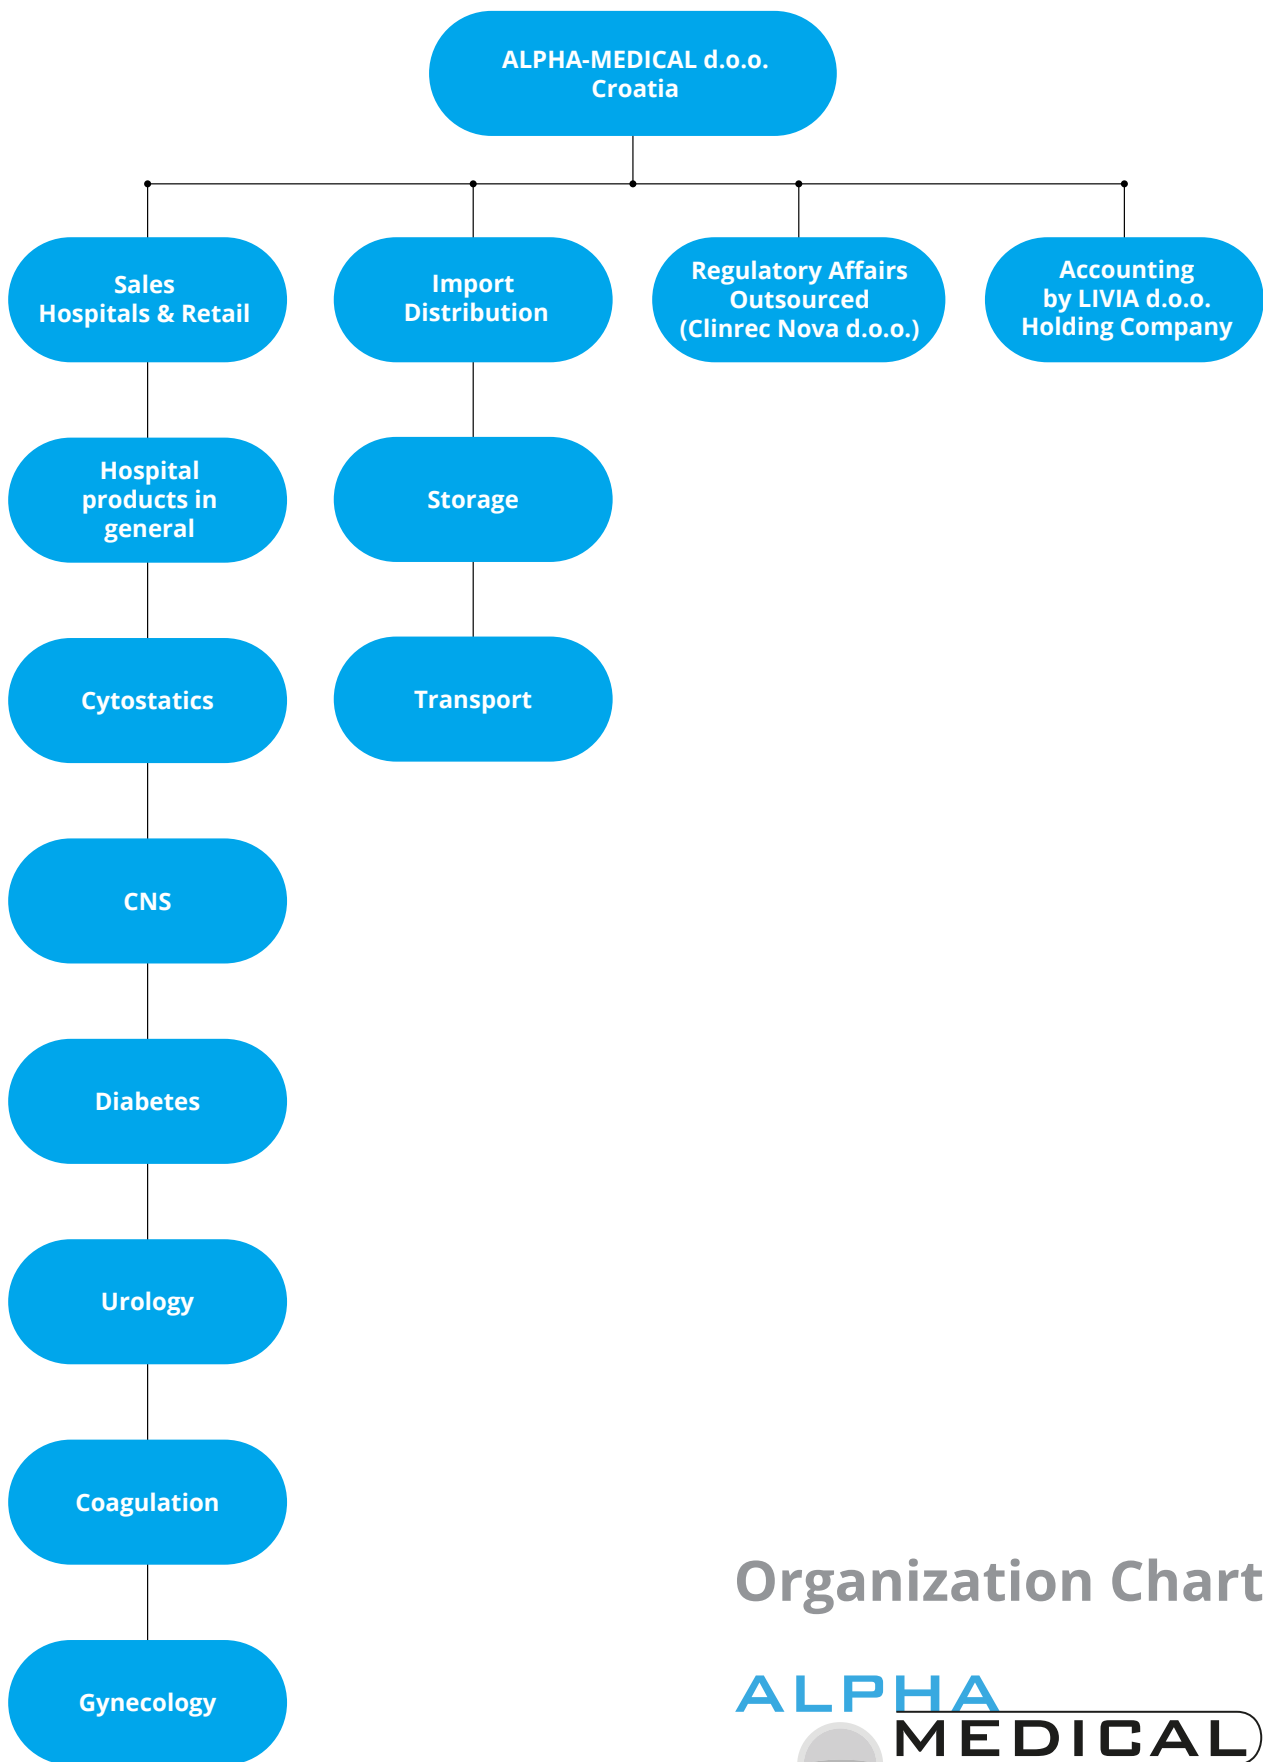 ALPHA-MEDICAL d.o.o.
Croatia
Sales
Hospitals & Retail
Import
Distribution
Regulatory Affairs
Outsourced
(Clinrec Nova d.o.o.)
Accounting
by LIVIA d.o.o.
Holding Company
Hospital
products in
general
Storage
Cytostatics
Transport
CNS
Diabetes
Urology
Coagulation
Gynecology
Organization Chart
ALPHA
MEDICAL